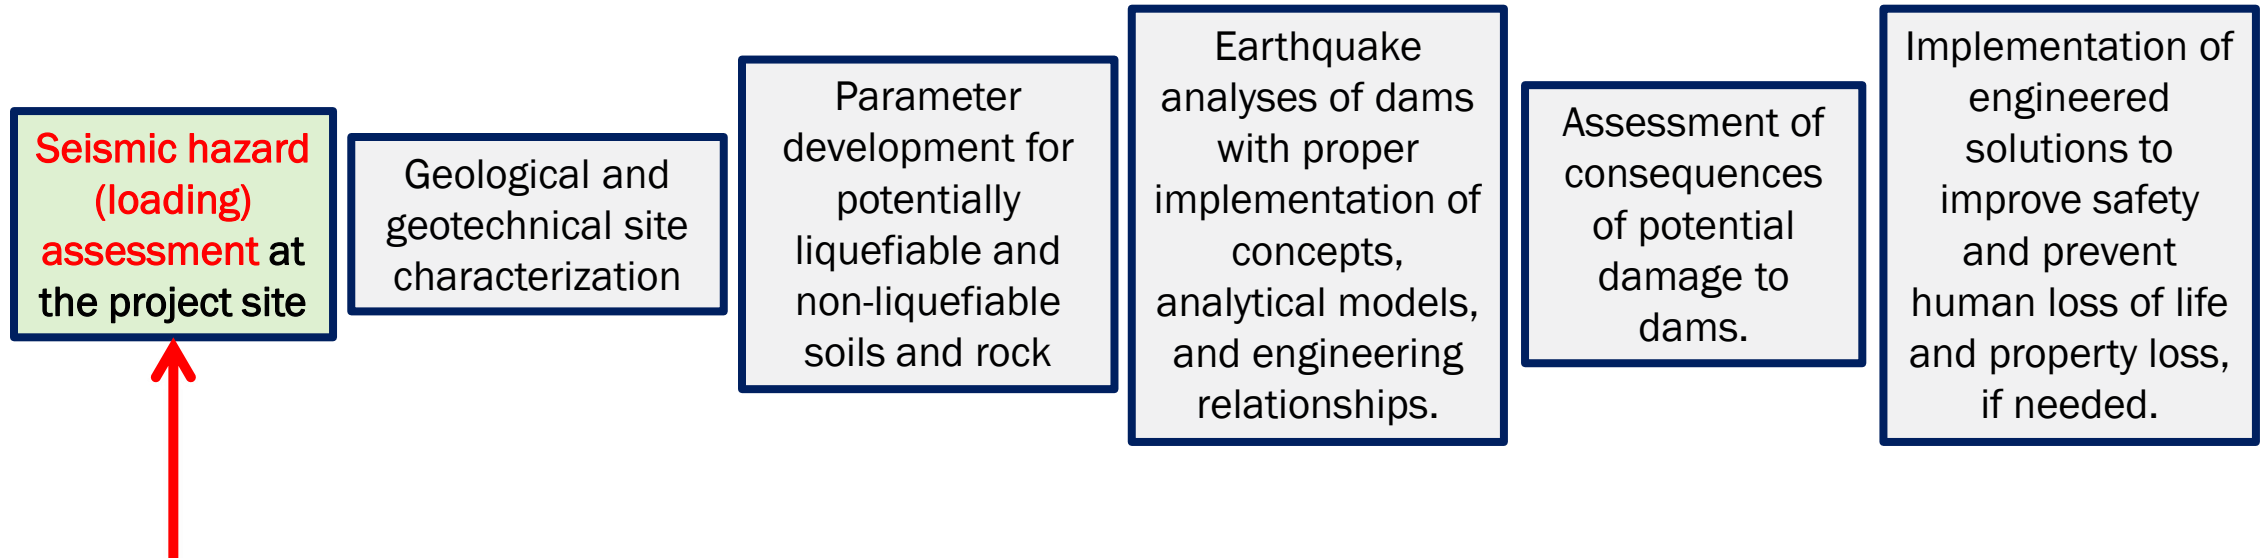 Seismic hazard
(loading)
assessment at
the project site
Geological and
geotechnical site
characterization
Parameter
development for
potentially
liquefiable and
non-liquefiable
soils and rock
Earthquake
analyses of dams
with proper
implementation of
concepts,
analytical models,
and engineering
relationships.
Assessment of
consequences
of potential
damage to
dams.
Implementation of
engineered
solutions to
improve safety
and prevent
human loss of life
and property loss,
if needed.